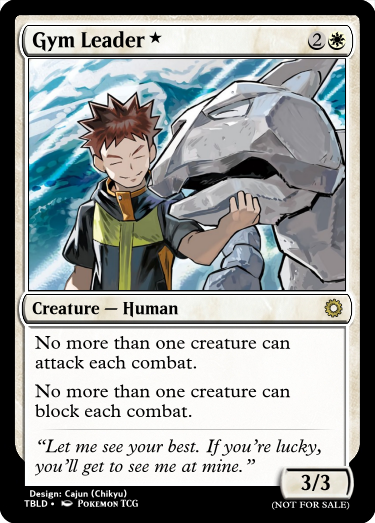 Gym Leader★ 2
Creature — Human
No more than one creature can
attack each combat.
No more than one creature can
block each combat.
“Let me see your best. If you’re lucky,
you’ll get to see me at mine.”
3/3
Design: Cajun (Chikyu)
TBLD • Pokemon TCG
(NOT FOR SALE)